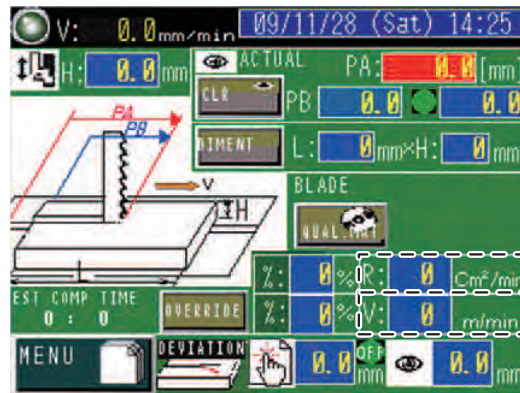 V: 0.0 mm/min 09/11/28 (Sat) 14:25
H: 0.0 mm ACTUAL PA: 0.0 [mm]
CLR PB 0.0 0.0
PA
PB
DIMENT L: 0 mm×H: 0 mm
V
BLADE
H
QUAL.MAT
%: 0 % R: 0 Cm²/min
EST COMP TIME
0 : 0
OVERRIDE %: 0 % V: 0 m/min
MENU DEVIATION 0.0 mm OFF 0.0 mm